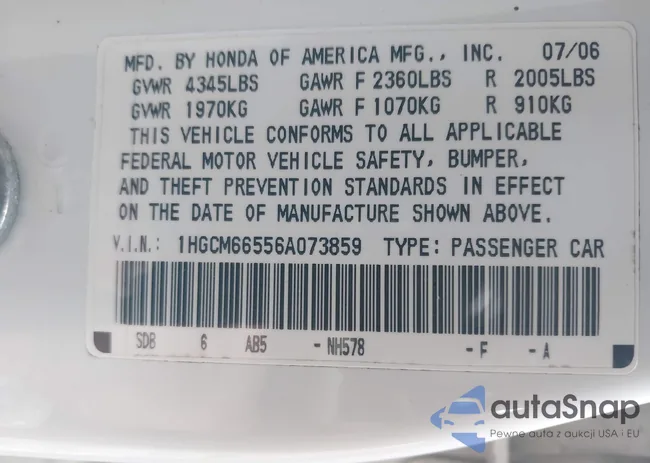 MFD. BY HONDA OF AMERICA MFG., INC. 07/06
GVWR 4345LBS GAWR F 2360LBS R 2005LBS
GVWR 1970KG GAWR F 1070KG R 910KG
THIS VEHICLE CONFORMS TO ALL APPLICABLE
FEDERAL MOTOR VEHICLE SAFETY, BUMPER,
AND THEFT PREVENTION STANDARDS IN EFFECT
ON THE DATE OF MANUFACTURE SHOWN ABOVE.
V.I.N.: 1HGCM66556A073859 TYPE: PASSENGER CAR
SDB 6 AB5 - NH578 - F - A
autaSnap
Pewne auta z aukcji USA i EU